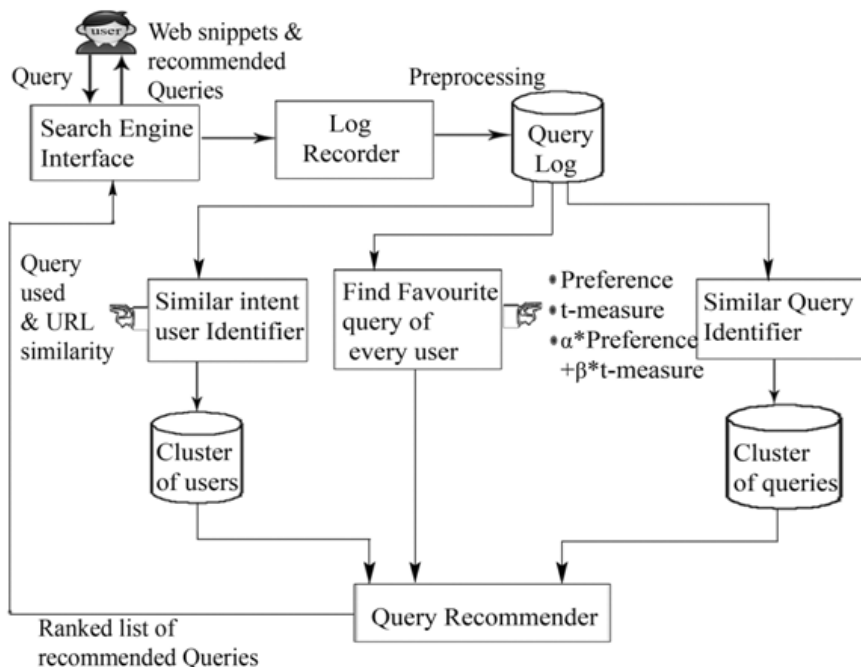 user
Web snippets &
recommended
Queries
Query
Preprocessing
Search Engine
Interface
Log
Recorder
Query
Log
Query
used
& URL
similarity
Similar intent
user Identifier
Find Favourite
query of
every user
Preference
t-measure
α*Preference
+β*t-measure
Similar Query
Identifier
Cluster
of users
Cluster
of queries
Query Recommender
Ranked list of
recommended Queries